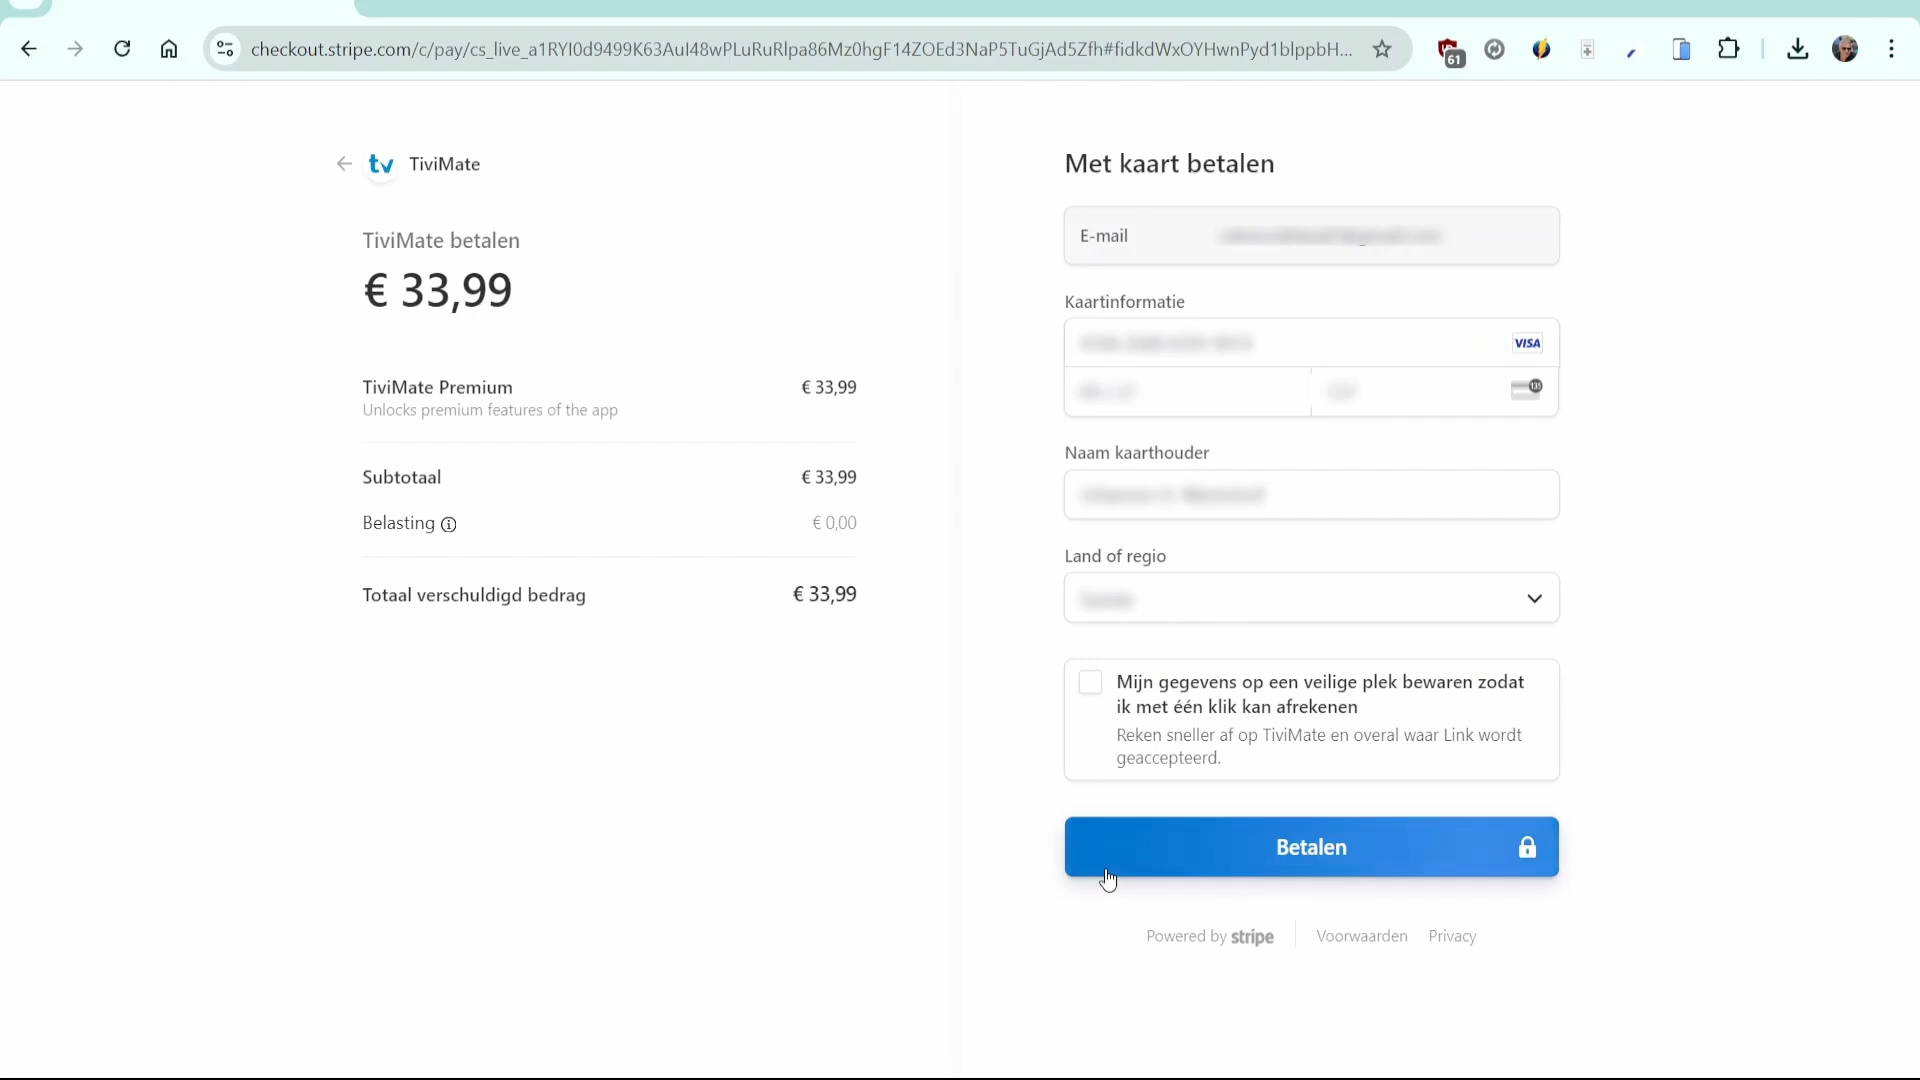 checkout.stripe.com/c/pay/cs_live_a1RYI0d9499K63AuI48wPLuRuRlpa86Mz0hgF14ZOEd3NaP5TuGjAd5Zfh#fidkdWxOYHwnPyd1blppbH...
61
tv TiviMate
TiviMate betalen
€ 33,99
TiviMate Premium € 33,99
Unlocks premium features of the app
Subtotaal € 33,99
Belasting € 0,00
Totaal verschuldigd bedrag € 33,99
Met kaart betalen
E-mail
Kaartinformatie
VISA
135
Naam kaarthouder
Land of regio
Mijn gegevens op een veilige plek bewaren zodat
ik met één klik kan afrekenen
Reken sneller af op TiviMate en overal waar Link wordt
geaccepteerd.
Betalen
Powered by stripe Voorwaarden Privacy